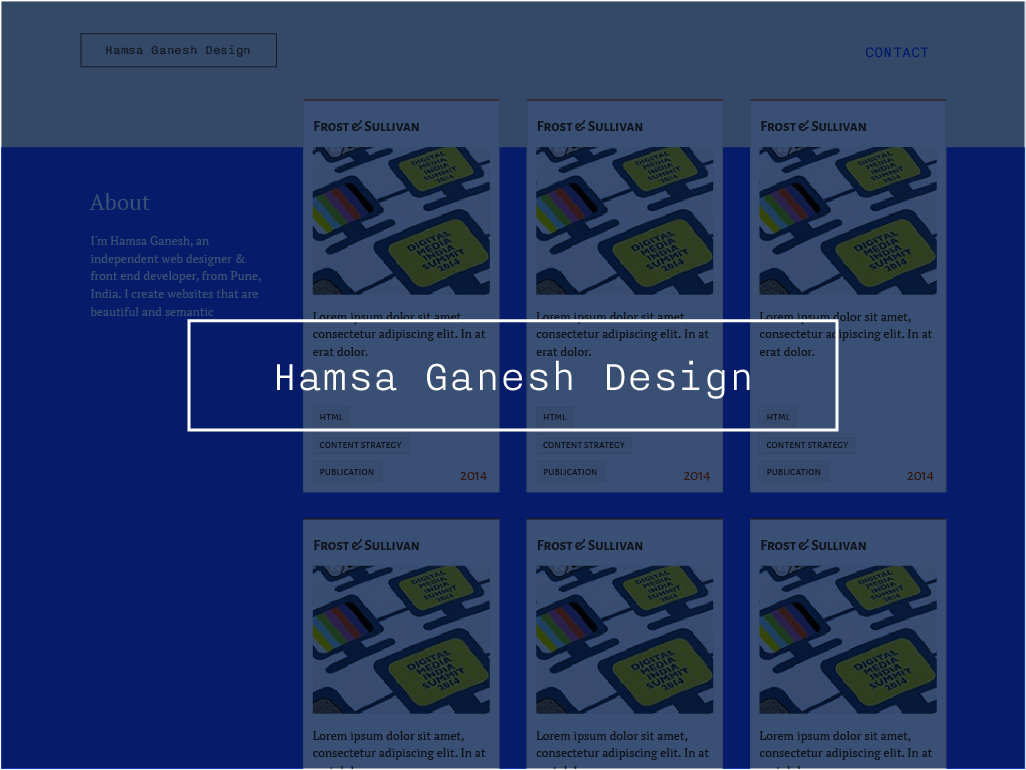 Hamsa Ganesh Design
CONTACT
About
I'm Hamsa Ganesh, an
independent web designer &
front end developer, from Pune,
India. I create websites that are
beautiful and semantic
FROST & SULLIVAN
DIGITAL
MEDIA
INDIA
SUMMIT
2014
DIGITAL
MEDIA
INDIA
SUMMIT
2014
Lorem ipsum dolor sit amet,
consectetur adipiscing elit. In at
erat dolor.
HTML
CONTENT STRATEGY
PUBLICATION
2014
FROST & SULLIVAN
DIGITAL
MEDIA
INDIA
SUMMIT
2014
DIGITAL
MEDIA
INDIA
SUMMIT
2014
Lorem ipsum dolor sit amet,
consectetur adipiscing elit. In at
erat dolor.
HTML
CONTENT STRATEGY
PUBLICATION
2014
FROST & SULLIVAN
DIGITAL
MEDIA
INDIA
SUMMIT
2014
DIGITAL
MEDIA
INDIA
SUMMIT
2014
Lorem ipsum dolor sit amet,
consectetur adipiscing elit. In at
erat dolor.
HTML
CONTENT STRATEGY
PUBLICATION
2014
Hamsa Ganesh Design
FROST & SULLIVAN
DIGITAL
MEDIA
INDIA
SUMMIT
2014
DIGITAL
MEDIA
INDIA
SUMMIT
2014
Lorem ipsum dolor sit amet,
consectetur adipiscing elit. In at
FROST & SULLIVAN
DIGITAL
MEDIA
INDIA
SUMMIT
2014
DIGITAL
MEDIA
INDIA
SUMMIT
2014
Lorem ipsum dolor sit amet,
consectetur adipiscing elit. In at
FROST & SULLIVAN
DIGITAL
MEDIA
INDIA
SUMMIT
2014
DIGITAL
MEDIA
INDIA
SUMMIT
2014
Lorem ipsum dolor sit amet,
consectetur adipiscing elit. In at